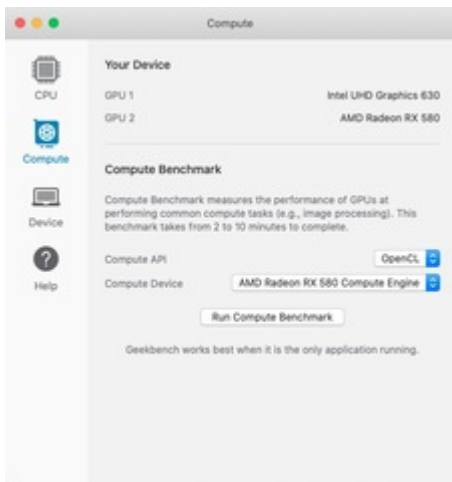 Compute
CPU
Compute
Device
Help
Your Device
GPU 1 Intel UHD Graphics 630
GPU 2 AMD Radeon RX 580
Compute Benchmark
Compute Benchmark measures the performance of GPUs at
performing common compute tasks (e.g., image processing). This
benchmark takes from 2 to 10 minutes to complete.
Compute API OpenCL
Compute Device AMD Radeon RX 580 Compute Engine
Run Compute Benchmark
Geekbench works best when it is the only application running.